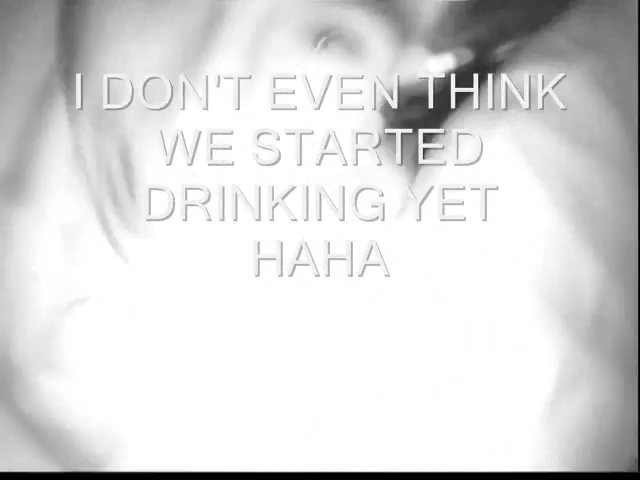 I DON'T EVEN THINK
WE STARTED
DRINKING YET
HAHA